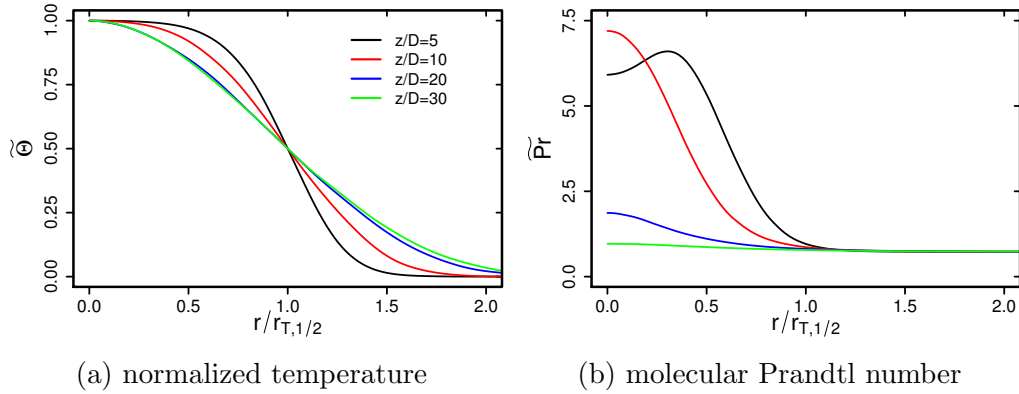 0.00 0.25 0.50 0.75 1.00
Θ̃
0.0 0.5 1.0 1.5 2.0
r/r_{T,1/2}
z/D=5
z/D=10
z/D=20
z/D=30
(a) normalized temperature
0.0 2.5 5.0 7.5
P̃r
0.0 0.5 1.0 1.5 2.0
r/r_{T,1/2}
(b) molecular Prandtl number